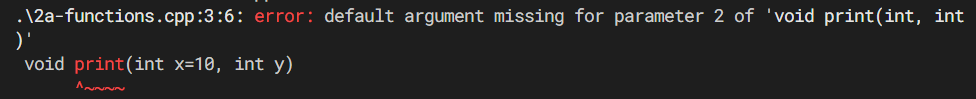 .\2a-functions.cpp:3:6: error: default argument missing for parameter 2 of 'void print(int, int
)'
void print(int x=10, int y)
^~~~~